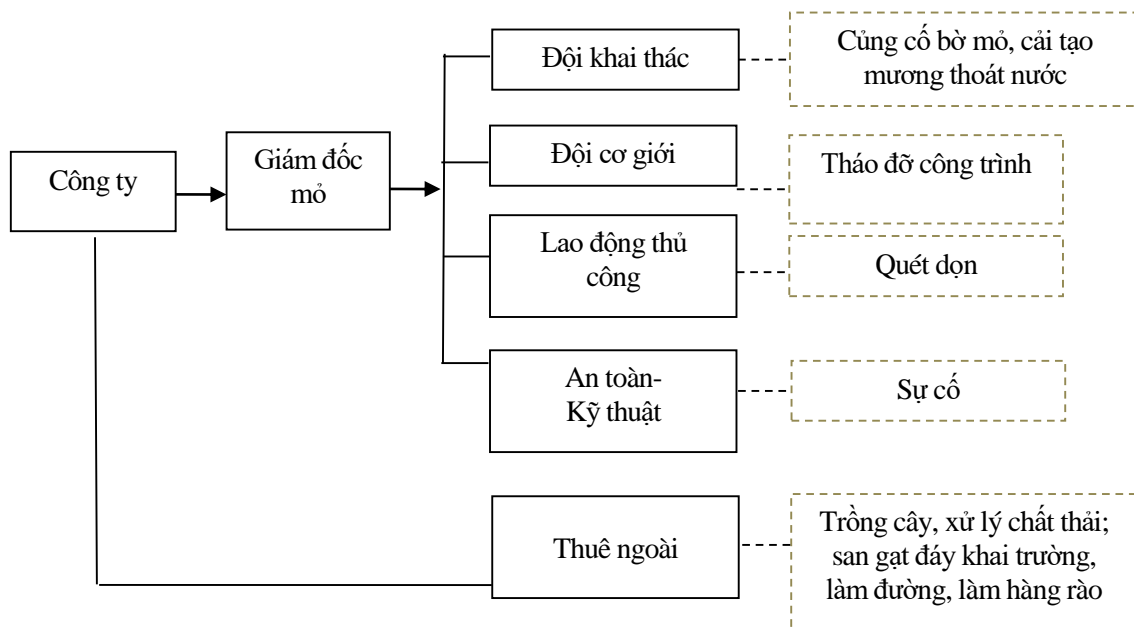 Công ty
Giám đốc
mỏ
Đội khai thác
Củng cố bờ mỏ, cải tạo
mương thoát nước
Đội cơ giới
Tháo đỡ công trình
Lao động thủ
công
Quét dọn
An toàn-
Kỹ thuật
Sự cố
Thuê ngoài
Trồng cây, xử lý chất thải;
san gạt đáy khai trường,
làm đường, làm hàng rào